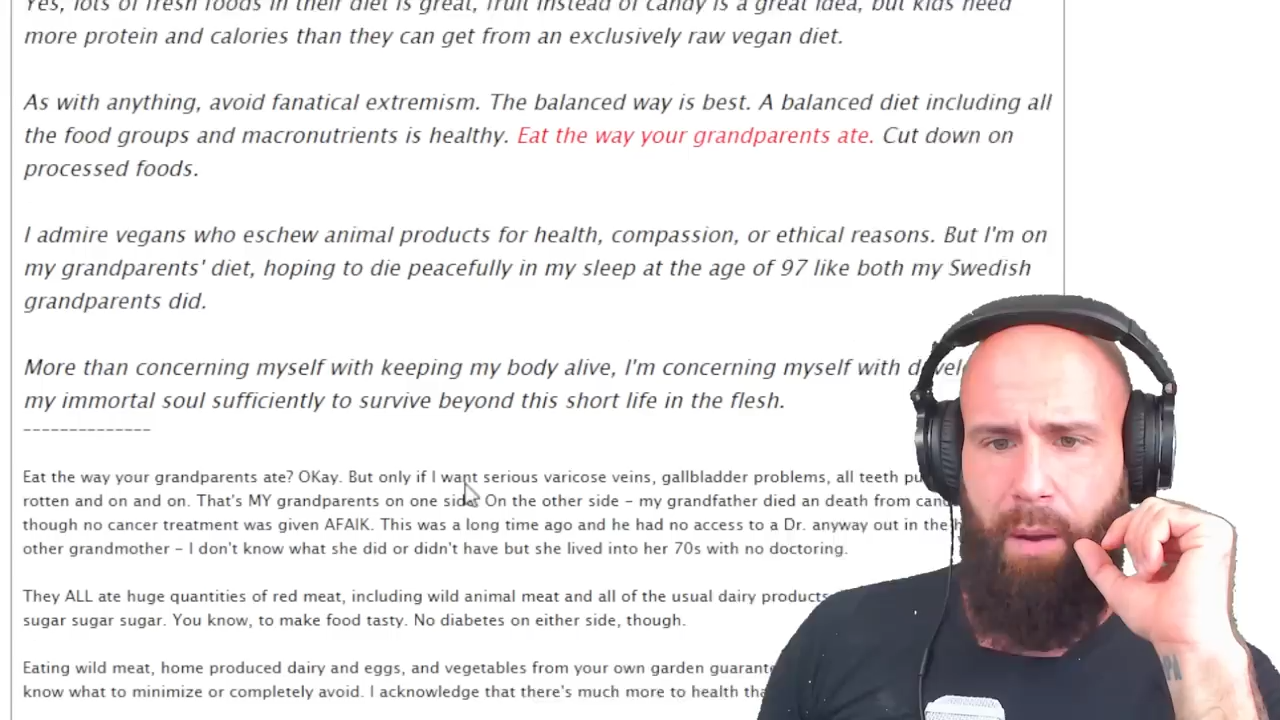 Yes, lots of fresh foods in their diet is great, fruit instead of candy is a great idea, but kids need
more protein and calories than they can get from an exclusively raw vegan diet.
As with anything, avoid fanatical extremism. The balanced way is best. A balanced diet including all
the food groups and macronutrients is healthy. Eat the way your grandparents ate. Cut down on
processed foods.
I admire vegans who eschew animal products for health, compassion, or ethical reasons. But I'm on
my grandparents' diet, hoping to die peacefully in my sleep at the age of 97 like both my Swedish
grandparents did.
More than concerning myself with keeping my body alive, I'm concerning myself with
my immortal soul sufficiently to survive beyond this short life in the flesh.
--------------
Eat the way your grandparents ate? OKay. But only if I want serious varicose veins, gallbladder problems, all teeth
rotten and on and on. That's MY grandparents on one side. On the other side - my grandfather died an death from
though no cancer treatment was given AFAIK. This was a long time ago and he had no access to a Dr. anyway out in the
other grandmother - I don't know what she did or didn't have but she lived into her 70s with no doctoring.
They ALL ate huge quantities of red meat, including wild animal meat and all of the usual dairy products
sugar sugar sugar. You know, to make food tasty. No diabetes on either side, though.
Eating wild meat, home produced dairy and eggs, and vegetables from your own garden
know what to minimize or completely avoid. I acknowledge that there's much more to health